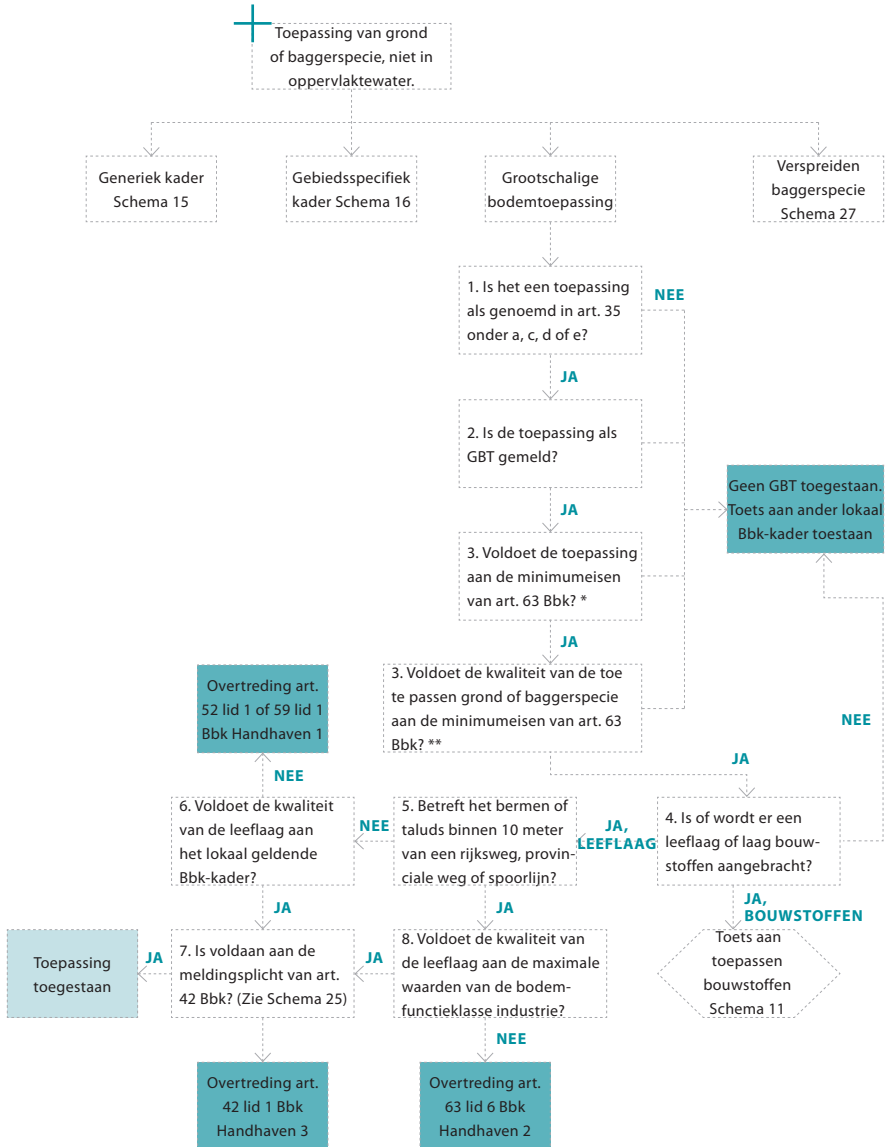 Toepassing van grond
of baggerspecie, niet in
oppervlaktewater.
Generiek kader
Schema 15
Gebiedsspecifiek
kader Schema 16
Grootschalige
bodemtoepassing
Verspreiden
baggerspecie
Schema 27
1. Is het een toepassing
als genoemd in art. 35
onder a, c, d of e?
NEE
JA
2. Is de toepassing als
GBT gemeld?
JA
Geen GBT toegestaan.
Toets aan ander lokaal
Bbk-kader toestaan
3. Voldoet de toepassing
aan de minimumeisen
van art. 63 Bbk? *
JA
3. Voldoet de kwaliteit van de toe
te passen grond of baggerspecie
aan de minimumeisen van art. 63
Bbk? **
Overtreding art.
52 lid 1 of 59 lid 1
Bbk Handhaven 1
NEE
JA
NEE
6. Voldoet de kwaliteit
van de leeflaag aan
het lokaal geldende
Bbk-kader?
NEE
5. Betreft het bermen of
taluds binnen 10 meter
van een rijksweg, provin-
ciale weg of spoorlijn?
JA,
LEEFLAAG
4. Is of wordt er een
leeflaag of laag bouw-
stoffen aangebracht?
JA
JA
JA,
BOUWSTOFFEN
Toepassing
toegestaan
JA
7. Is voldaan aan de
meldingsplicht van art.
42 Bbk? (Zie Schema 25)
JA
8. Voldoet de kwaliteit van
de leeflaag aan de maximale
waarden van de bodem-
functieklasse industrie?
Toets aan
toepassen
bouwstoffen
Schema 11
NEE
Overtreding art.
42 lid 1 Bbk
Handhaven 3
Overtreding art.
63 lid 6 Bbk
Handhaven 2